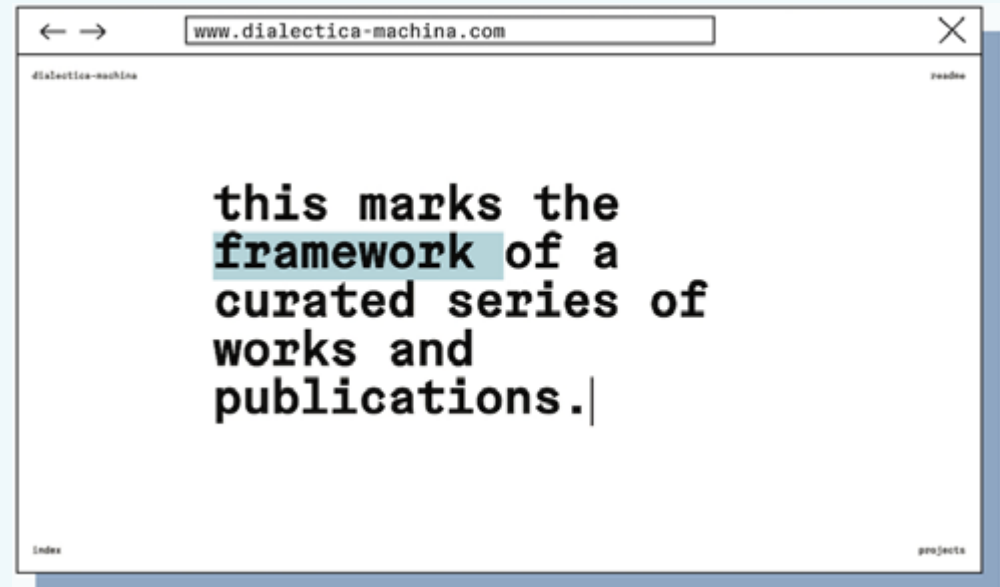 www.dialectica-machina.com
dialectica-machina
readme
this marks the
framework of a
curated series of
works and
publications.
index
projects